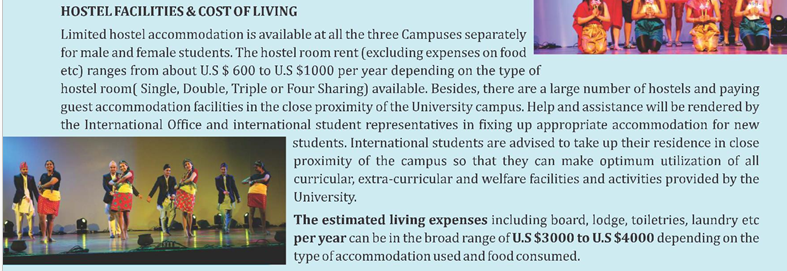 HOSTEL FACILITIES & COST OF LIVING
Limited hostel accommodation is available at all the three Campuses separately
for male and female students. The hostel room rent (excluding expenses on food
etc) ranges from about U.S $ 600 to U.S $1000 per year depending on the type of
hostel room( Single, Double, Triple or Four Sharing) available. Besides, there are a large number of hostels and paying
guest accommodation facilities in the close proximity of the University campus. Help and assistance will be rendered by
the International Office and international student representatives in fixing up appropriate accommodation for new
students. International students are advised to take up their residence in close
proximity of the campus so that they can make optimum utilization of all
curricular, extra-curricular and welfare facilities and activities provided by the
University.
The estimated living expenses including board, lodge, toiletries, laundry etc
per year can be in the broad range of U.S $3000 to U.S $4000 depending on the
type of accommodation used and food consumed.